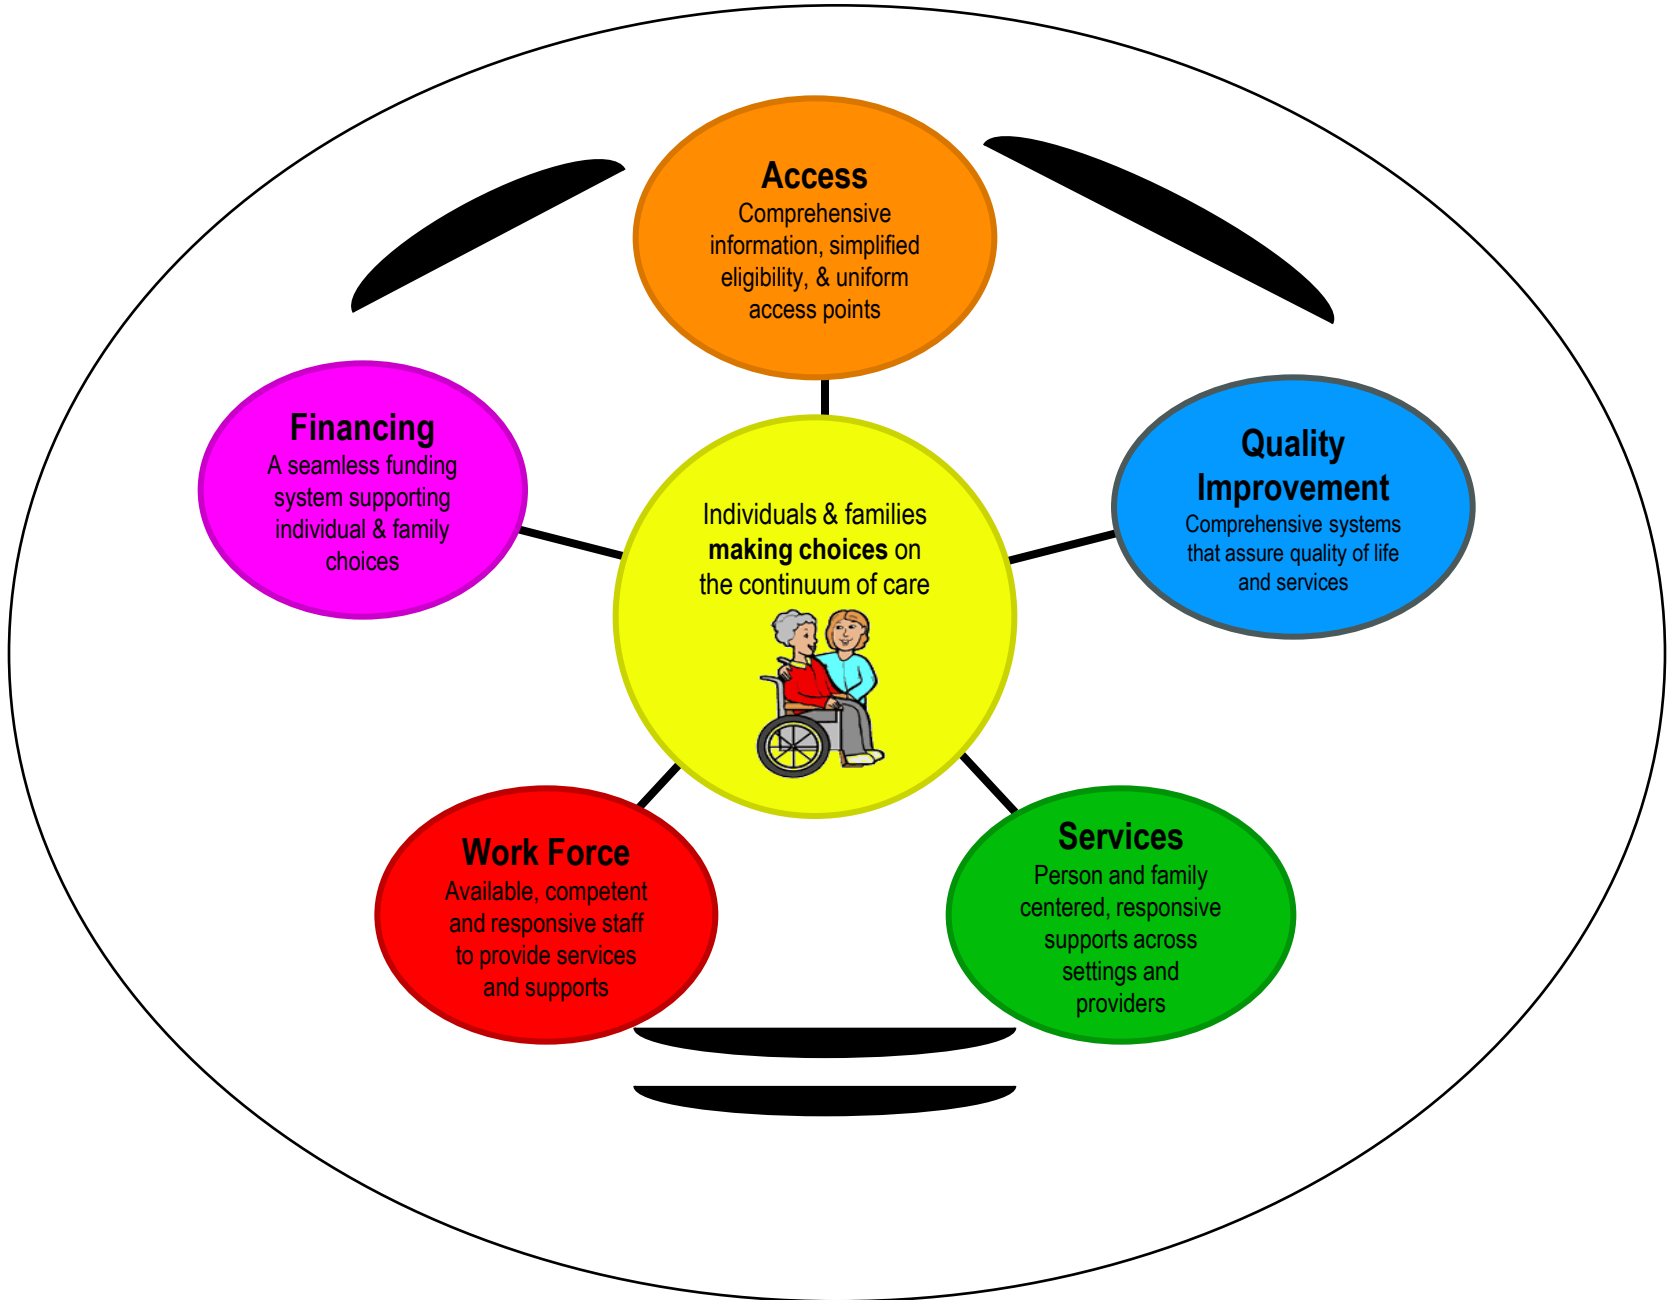 Access
Comprehensive
information, simplified
eligibility, & uniform
access points
Financing
A seamless funding
system supporting
individual & family
choices
Quality
Improvement
Comprehensive systems
that assure quality of life
and services
Individuals & families
making choices on
the continuum of care
Work Force
Available, competent
and responsive staff
to provide services
and supports
Services
Person and family
centered, responsive
supports across
settings and
providers